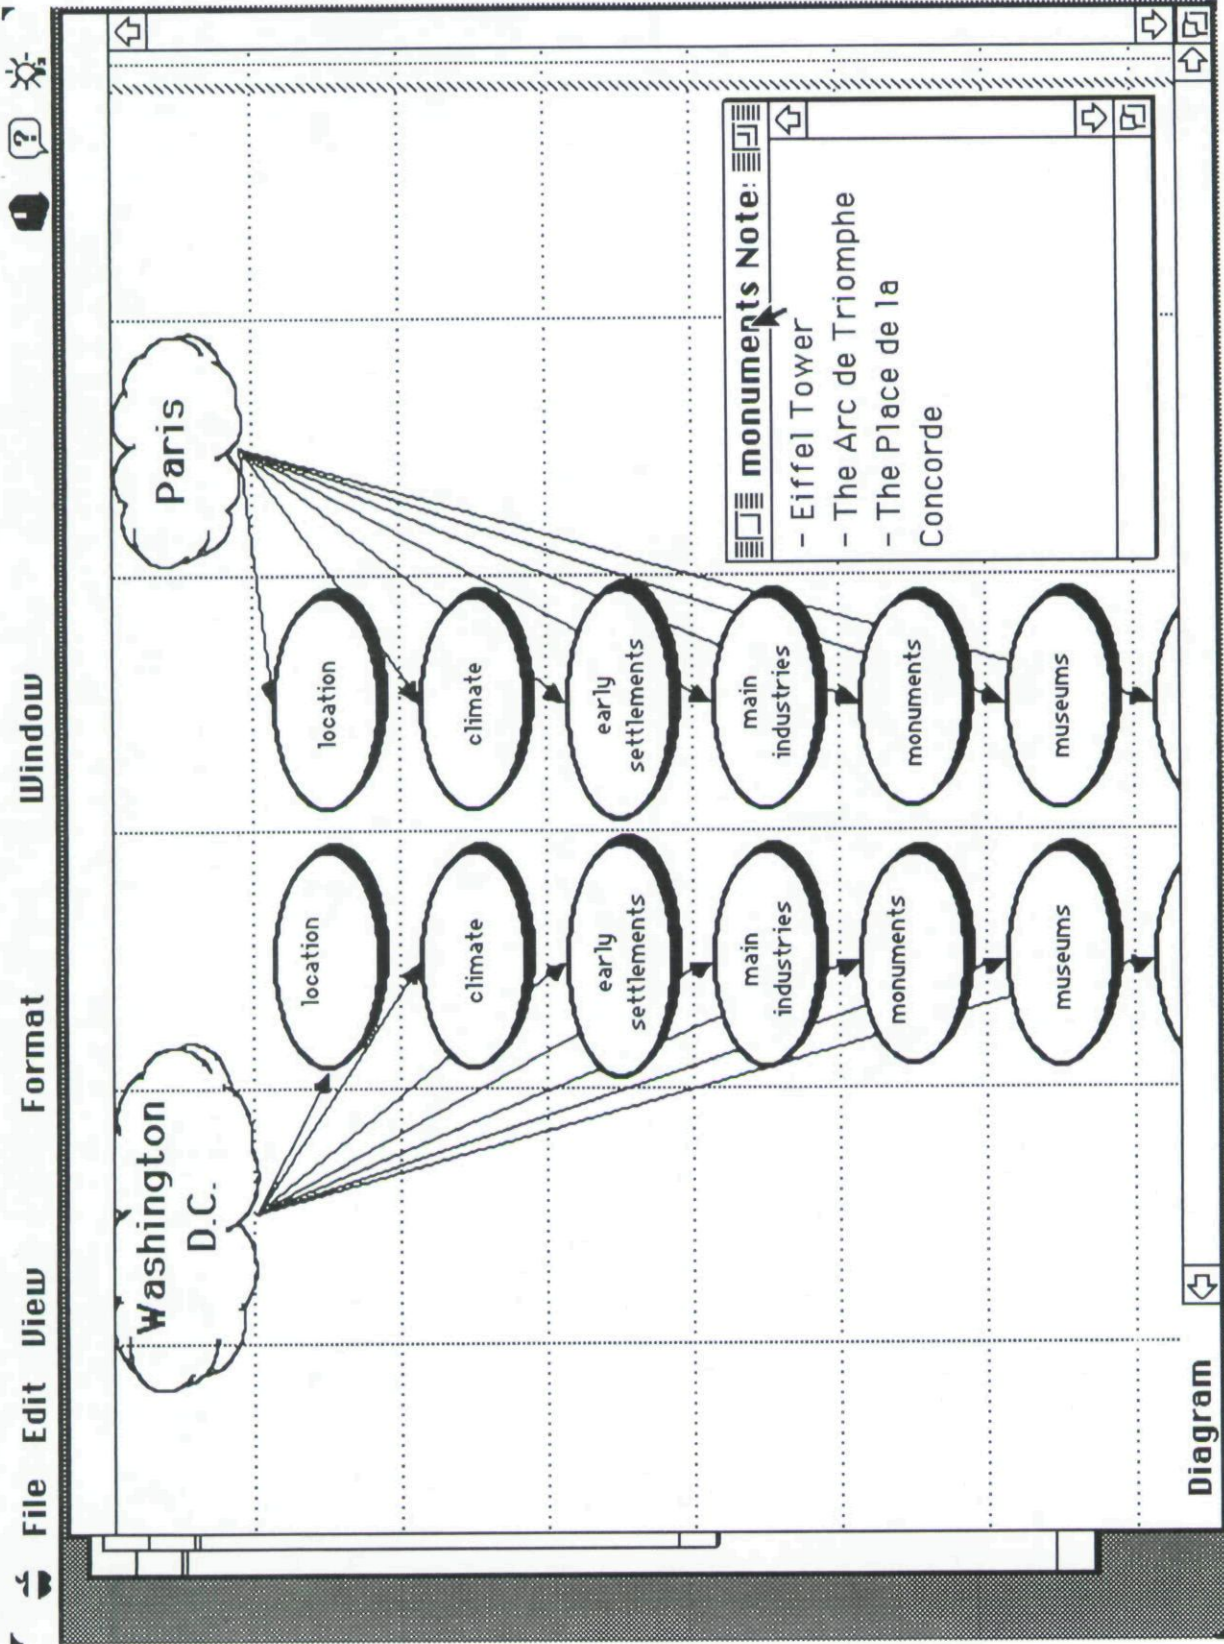 File Edit View Format Window
Washington
D.C.
Paris
location
location
climate
climate
early
settlements
early
settlements
main
industries
main
industries
monuments
monuments
museums
museums
monuments Note:
- Eiffel Tower
- The Arc de Triomphe
- The Place de la
Concorde
Diagram